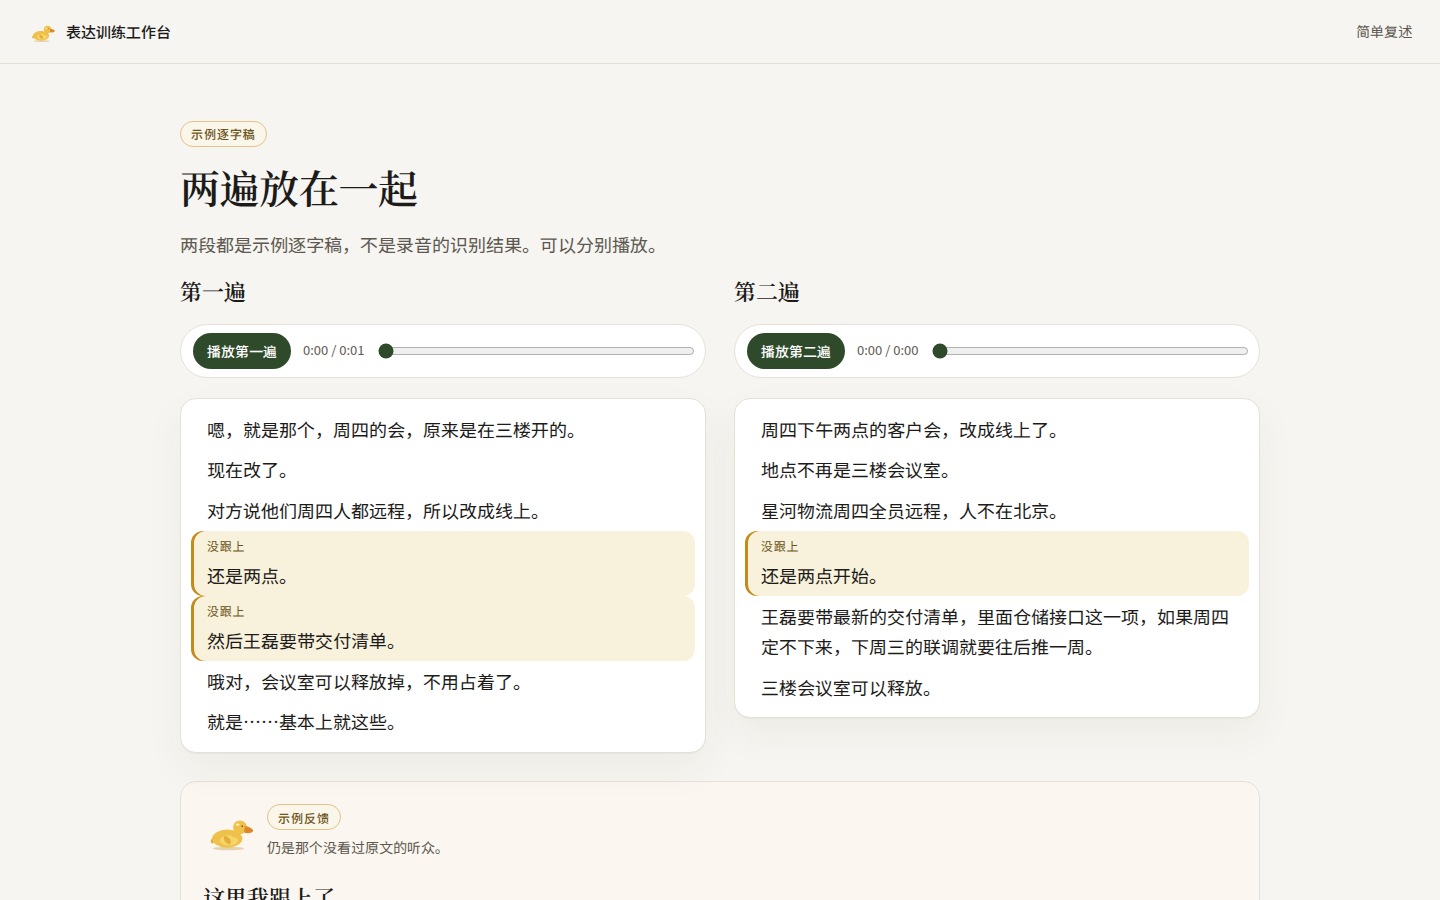 表达训练工作台
简单复述
示例逐字稿
两遍放在一起
两段都是示例逐字稿，不是录音的识别结果。可以分别播放。
第一遍
播放第一遍 0:00 / 0:01
嗯，就是那个，周四的会，原来是在三楼开的。
现在改了。
对方说他们周四人都远程，所以改成线上。
没跟上
还是两点。
没跟上
然后王磊要带交付清单。
哦对，会议室可以释放掉，不用占着了。
就是……基本上就这些。
第二遍
播放第二遍 0:00 / 0:00
周四下午两点的客户会，改成线上了。
地点不再是三楼会议室。
星河物流周四全员远程，人不在北京。
没跟上
还是两点开始。
王磊要带最新的交付清单，里面仓储接口这一项，如果周四
定不下来，下周三的联调就要往后推一周。
三楼会议室可以释放。
示例反馈
仍是那个没看过原文的听众。
这里我跟上了